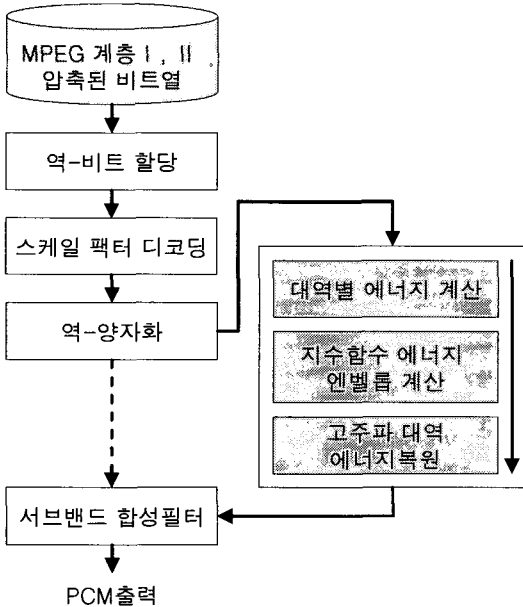 MPEG 계층 I, II
압축된 비트열
역-비트 할당
스케일 팩터 디코딩
역-양자화
대역별 에너지 계산
지수함수 에너지
엔벨롭 계산
고주파 대역
에너지복원
서브밴드 합성필터
PCM출력